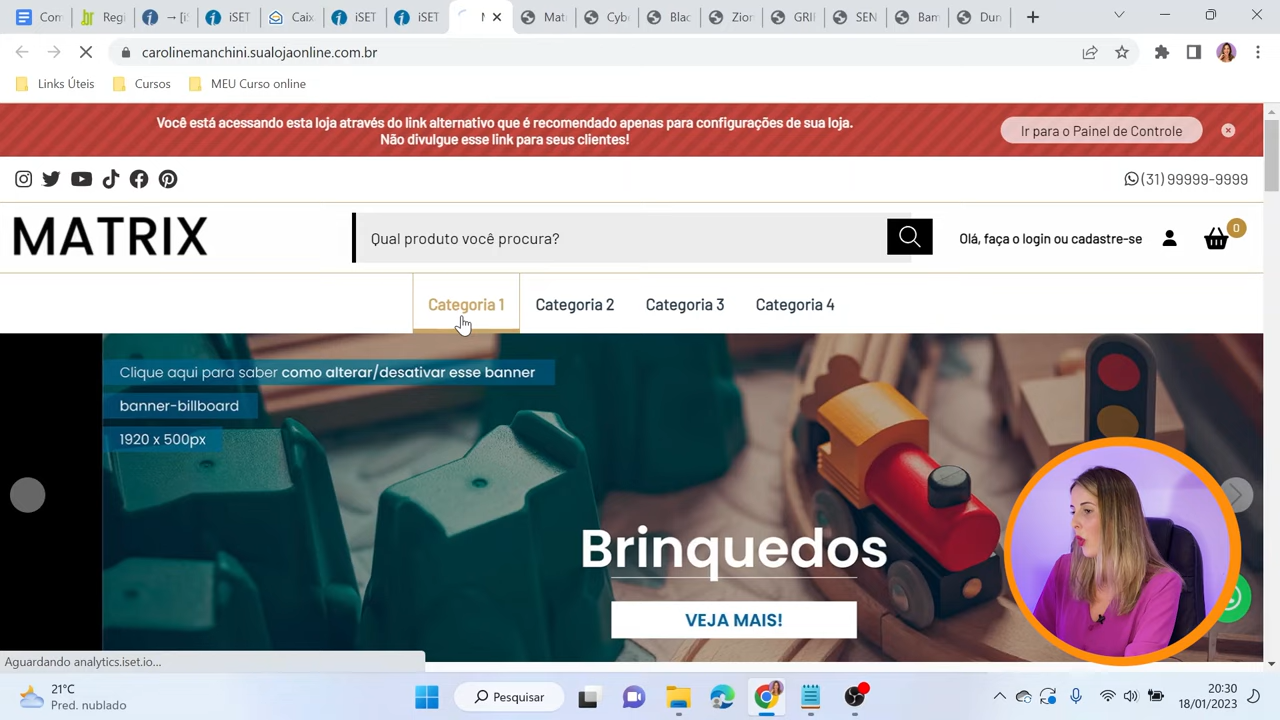 Com
Regi
→ [i
iSET
Caix
iSET
iSET
M
Mat
Cyb
Blac
Zior
GRI
SEN
Bam
Dun
carolinemanchini.sualojaonline.com.br
Links Úteis
Cursos
MEU Curso online
Você está acessando esta loja através do link alternativo que é recomendado apenas para configurações de sua loja.
Não divulgue esse link para seus clientes!
Ir para o Painel de Controle
(31) 99999-9999
MATRIX
Qual produto você procura?
Olá, faça o login ou cadastre-se
0
Categoria 1
Categoria 2
Categoria 3
Categoria 4
Clique aqui para saber como alterar/desativar esse banner
banner-billboard
1920 x 500px
Brinquedos
VEJA MAIS!
Aguardando analytics.iset.io...
21°C
Pred. nublado
Pesquisar
20:30
18/01/2023